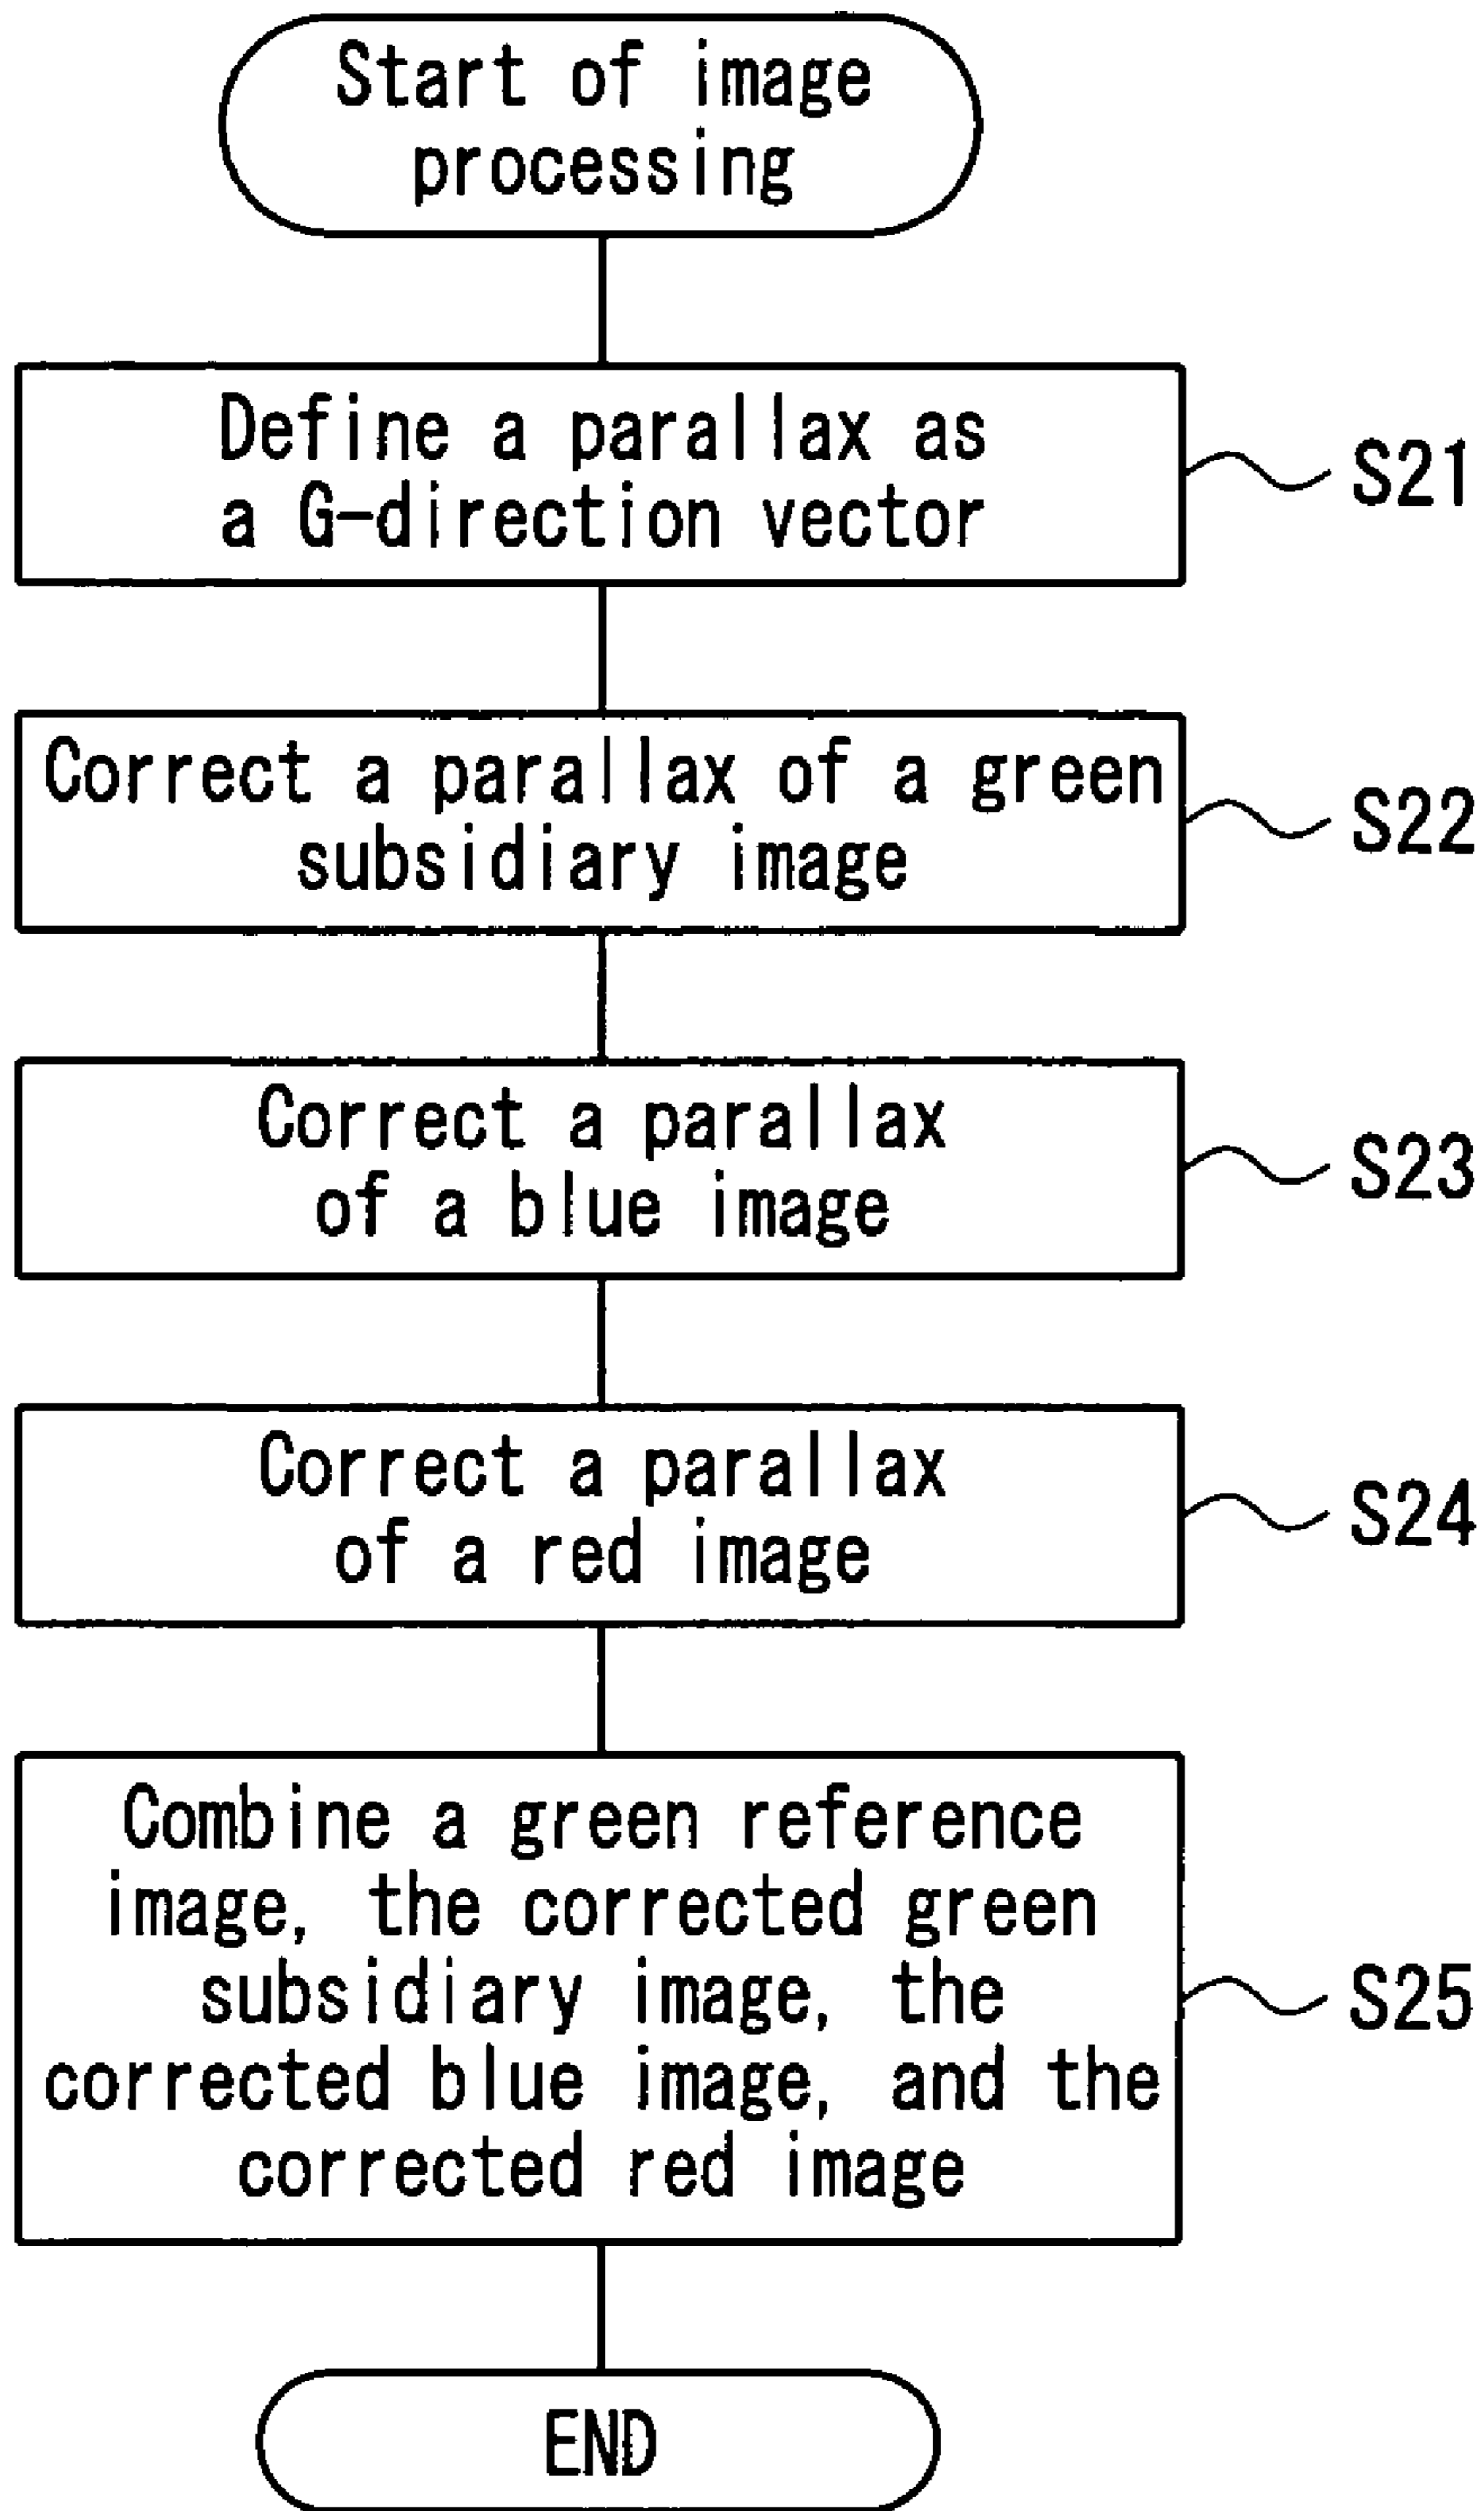 Start of image
processing
Define a parallax as
a G-direction vector
S21
Correct a parallax of a green
subsidiary image
S22
Correct a parallax
of a blue image
S23
Correct a parallax
of a red image
S24
Combine a green reference
image, the corrected green
subsidiary image, the
corrected blue image, and the
corrected red image
S25
END